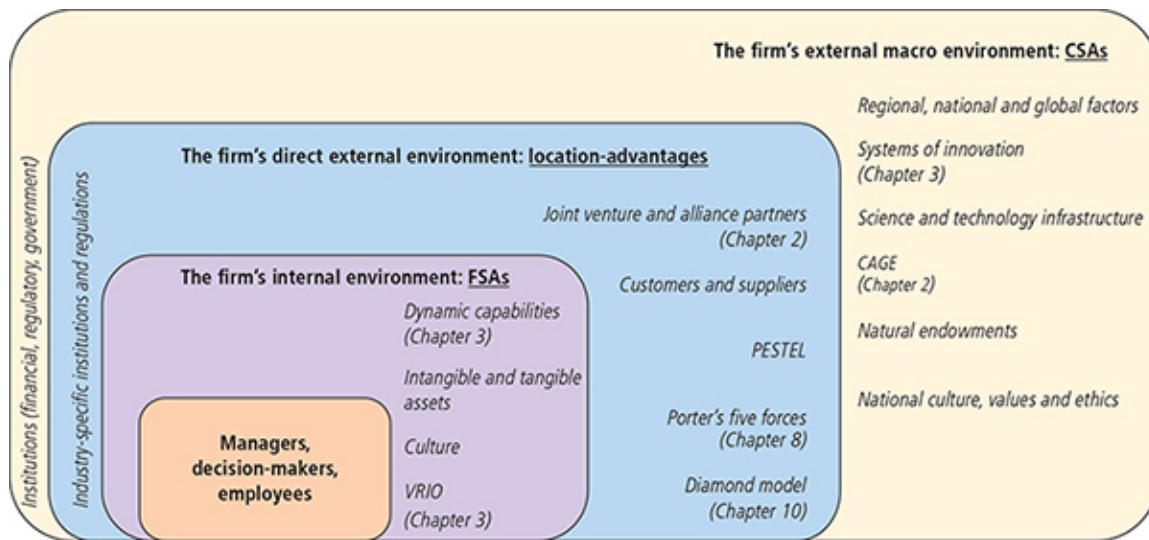 The firm's external macro environment: CSAs
Regional, national and global factors
Systems of innovation
(Chapter 3)
Science and technology infrastructure
CAGE
(Chapter 2)
Natural endowments
National culture, values and ethics
Institutions (financial, regulatory, government)
The firm's direct external environment: location-advantages
Industry-specific institutions and regulations
Joint venture and alliance partners
(Chapter 2)
Customers and suppliers
PESTEL
Porter's five forces
(Chapter 8)
Diamond model
(Chapter 10)
The firm's internal environment: FSAs
Dynamic capabilities
(Chapter 3)
Intangible and tangible
assets
Culture
VRIO
(Chapter 3)
Managers,
decision-makers,
employees